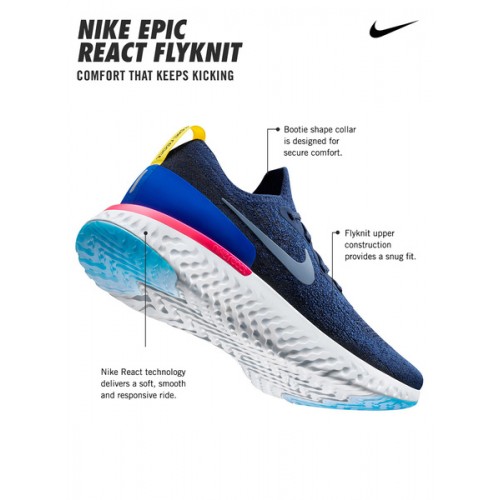 NIKE EPIC
REACT FLYKNIT
COMFORT THAT KEEPS KICKING
Bootie shape collar
is designed for
secure comfort.
Flyknit upper
construction
provides a snug fit.
Nike React technology
delivers a soft, smooth
and responsive ride.